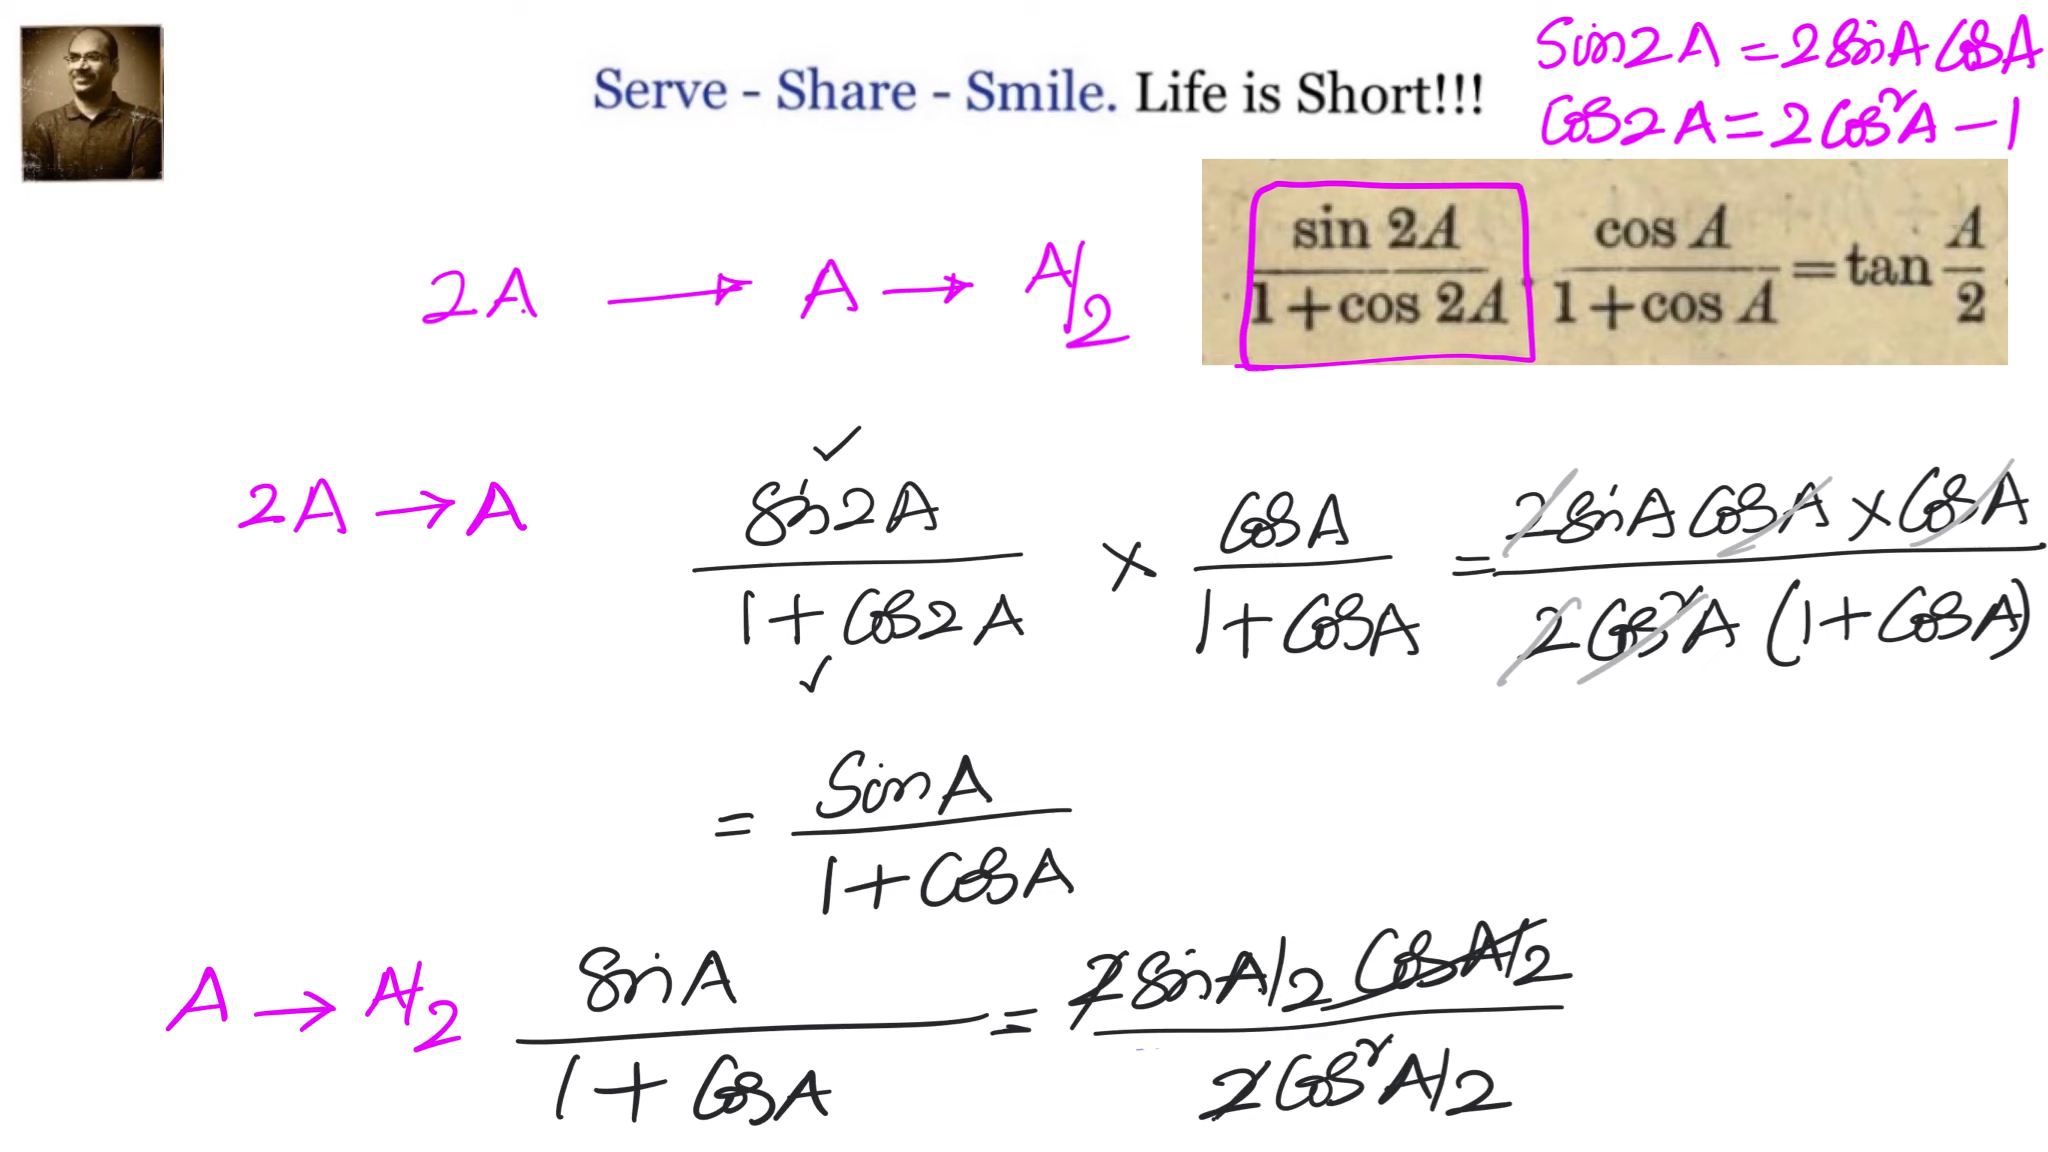 Sin2A = 2SinA CosA
Serve - Share - Smile. Life is Short!!!
Cos2A = 2Cos²A - 1
sin 2A / 1+cos 2A · cos A / 1+cos A = tan A/2
2A → A → A/2
2A → A
Sin2A / 1 + Cos2A × CosA / 1 + CosA = 2SinA CosA × CosA / 2Cos²A (1 + CosA)
= SinA / 1 + CosA
A → A/2
SinA / 1 + CosA = 2SinA/2 CosA/2 / 2Cos²A/2